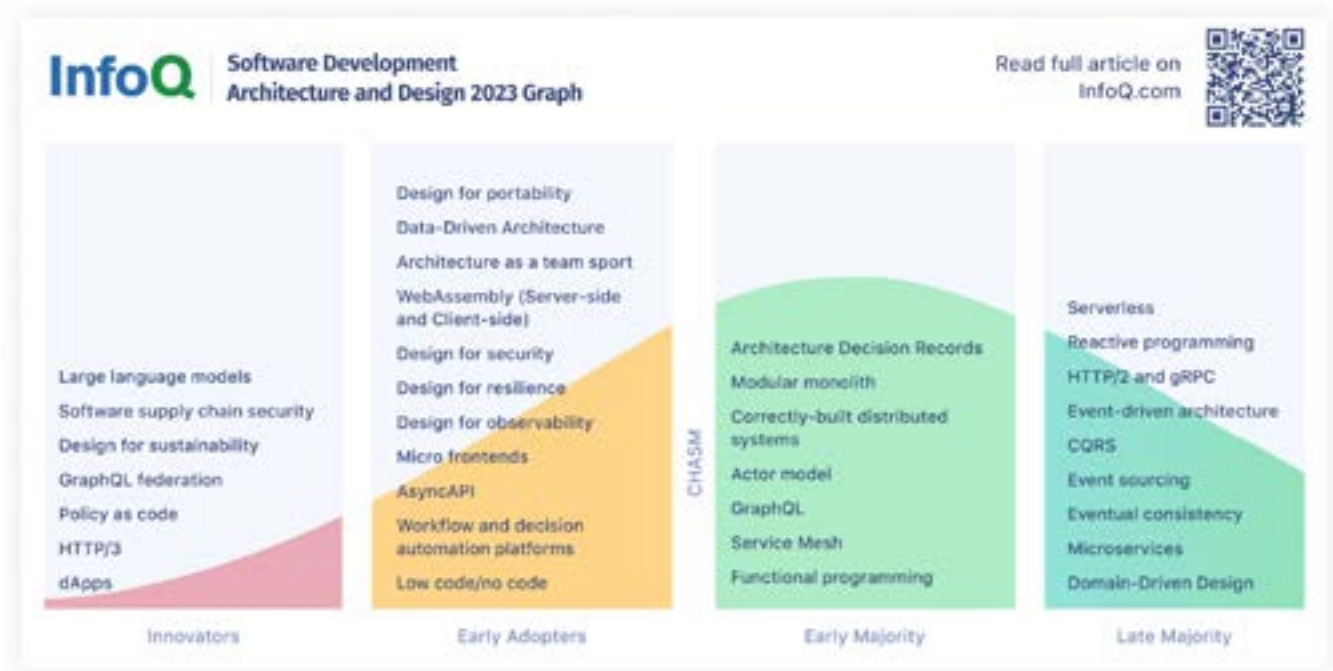 InfoQ
Software Development
Architecture and Design 2023 Graph
Read full article on
InfoQ.com
Large language models
Software supply chain security
Design for sustainability
GraphQL federation
Policy as code
HTTP/3
dApps
Innovators
Design for portability
Data-Driven Architecture
Architecture as a team sport
WebAssembly (Server-side
and Client-side)
Design for security
Design for resilience
Design for observability
Micro frontends
AsyncAPI
Workflow and decision
automation platforms
Low code/no code
Early Adopters
CHASM
Architecture Decision Records
Modular monolith
Correctly-built distributed
systems
Actor model
GraphQL
Service Mesh
Functional programming
Early Majority
Serverless
Reactive programming
HTTP/2 and gRPC
Event-driven architecture
CQRS
Event sourcing
Eventual consistency
Microservices
Domain-Driven Design
Late Majority